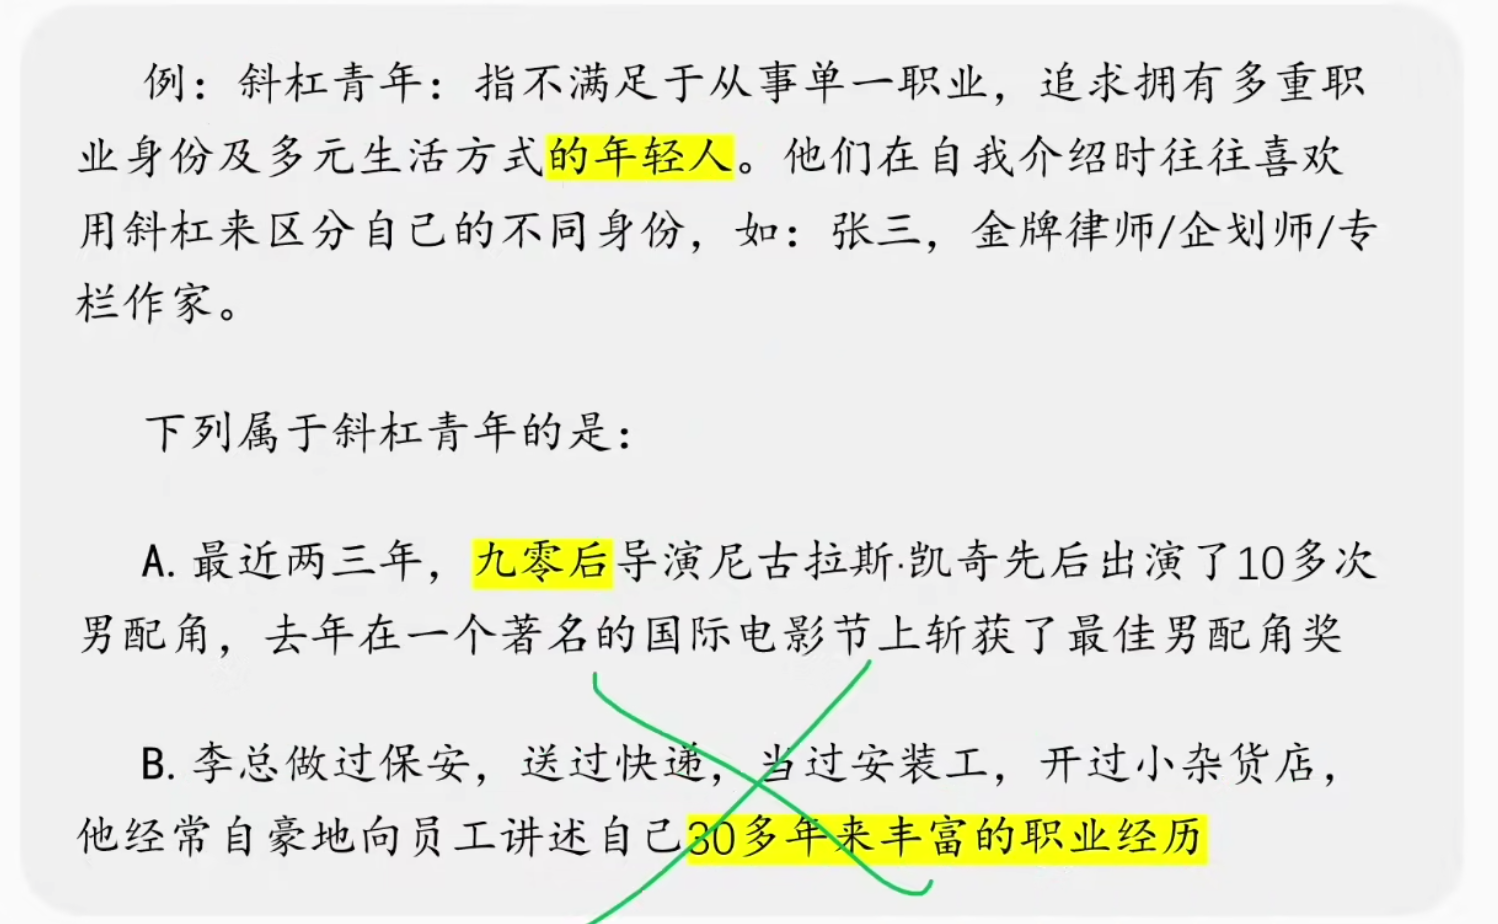 例：斜杠青年：指不满足于从事单一职业，追求拥有多重职
业身份及多元生活方式的年轻人。他们在自我介绍时往往喜欢
用斜杠来区分自己的不同身份，如：张三，金牌律师/企划师/专
栏作家。
下列属于斜杠青年的是：
A. 最近两三年，九零后导演尼古拉斯·凯奇先后出演了10多次
男配角，去年在一个著名的国际电影节上斩获了最佳男配角奖
B. 李总做过保安，送过快递，当过安装工，开过小杂货店，
他经常自豪地向员工讲述自己30多年来丰富的职业经历